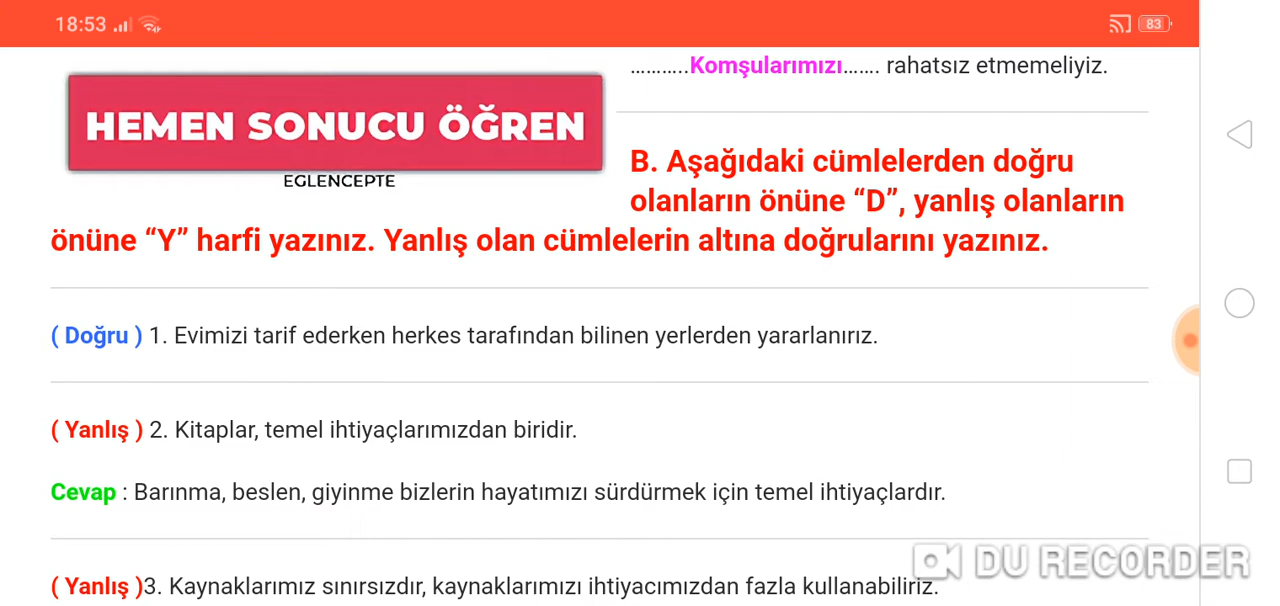 18:53
83
………..Komşularımızı……. rahatsız etmemeliyiz.
HEMEN SONUCU ÖĞREN
EGLENCEPTE
B. Aşağıdaki cümlelerden doğru
olanların önüne “D”, yanlış olanların
önüne “Y” harfi yazınız. Yanlış olan cümlelerin altına doğrularını yazınız.
( Doğru ) 1. Evimizi tarif ederken herkes tarafından bilinen yerlerden yararlanırız.
( Yanlış ) 2. Kitaplar, temel ihtiyaçlarımızdan biridir.
Cevap : Barınma, beslen, giyinme bizlerin hayatımızı sürdürmek için temel ihtiyaçlardır.
DU RECORDER
( Yanlış )3. Kaynaklarımız sınırsızdır, kaynaklarımızı ihtiyacımızdan fazla kullanabiliriz.